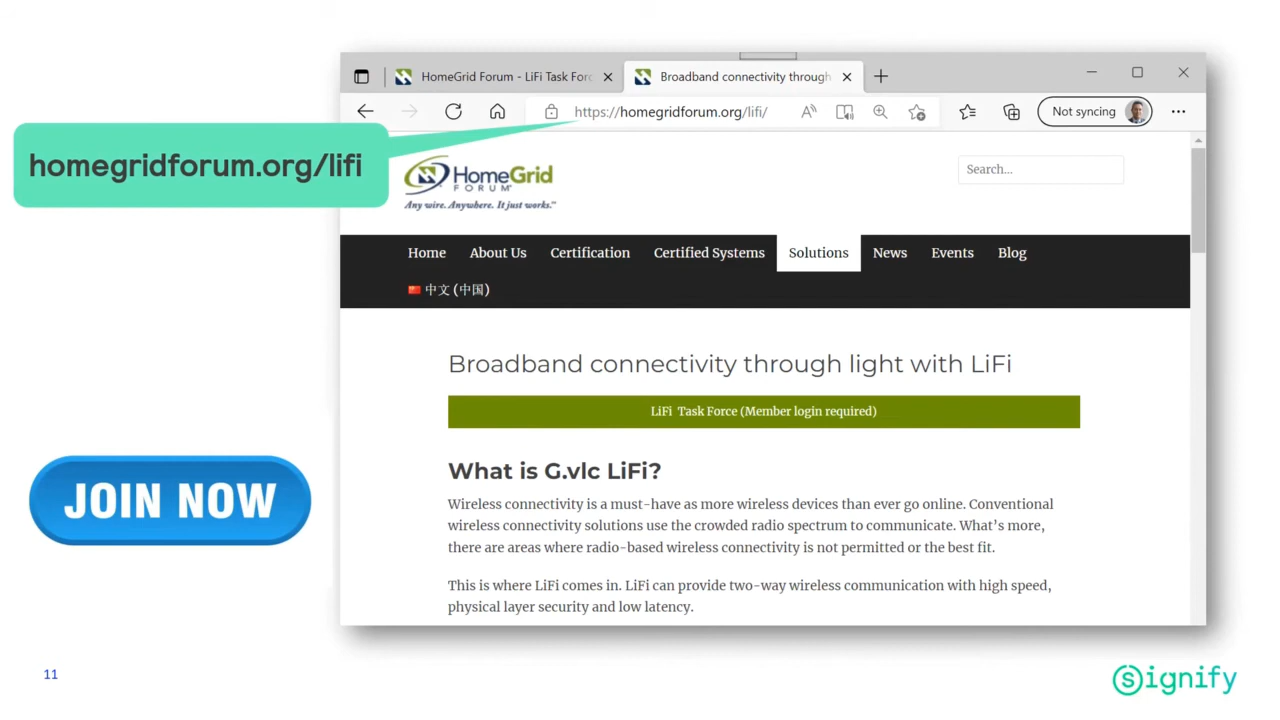 HomeGrid Forum - LiFi Task Forc
Broadband connectivity through
https://homegridforum.org/lifi/
Not syncing
homegridforum.org/lifi
HomeGrid
FORUM
Any wire. Anywhere. It just works.™
Search...
Home About Us Certification Certified Systems Solutions News Events Blog
中文 (中国)
Broadband connectivity through light with LiFi
LiFi Task Force (Member login required)
What is G.vlc LiFi?
Wireless connectivity is a must-have as more wireless devices than ever go online. Conventional
wireless connectivity solutions use the crowded radio spectrum to communicate. What's more,
there are areas where radio-based wireless connectivity is not permitted or the best fit.
This is where LiFi comes in. LiFi can provide two-way wireless communication with high speed,
physical layer security and low latency.
JOIN NOW
11
signify